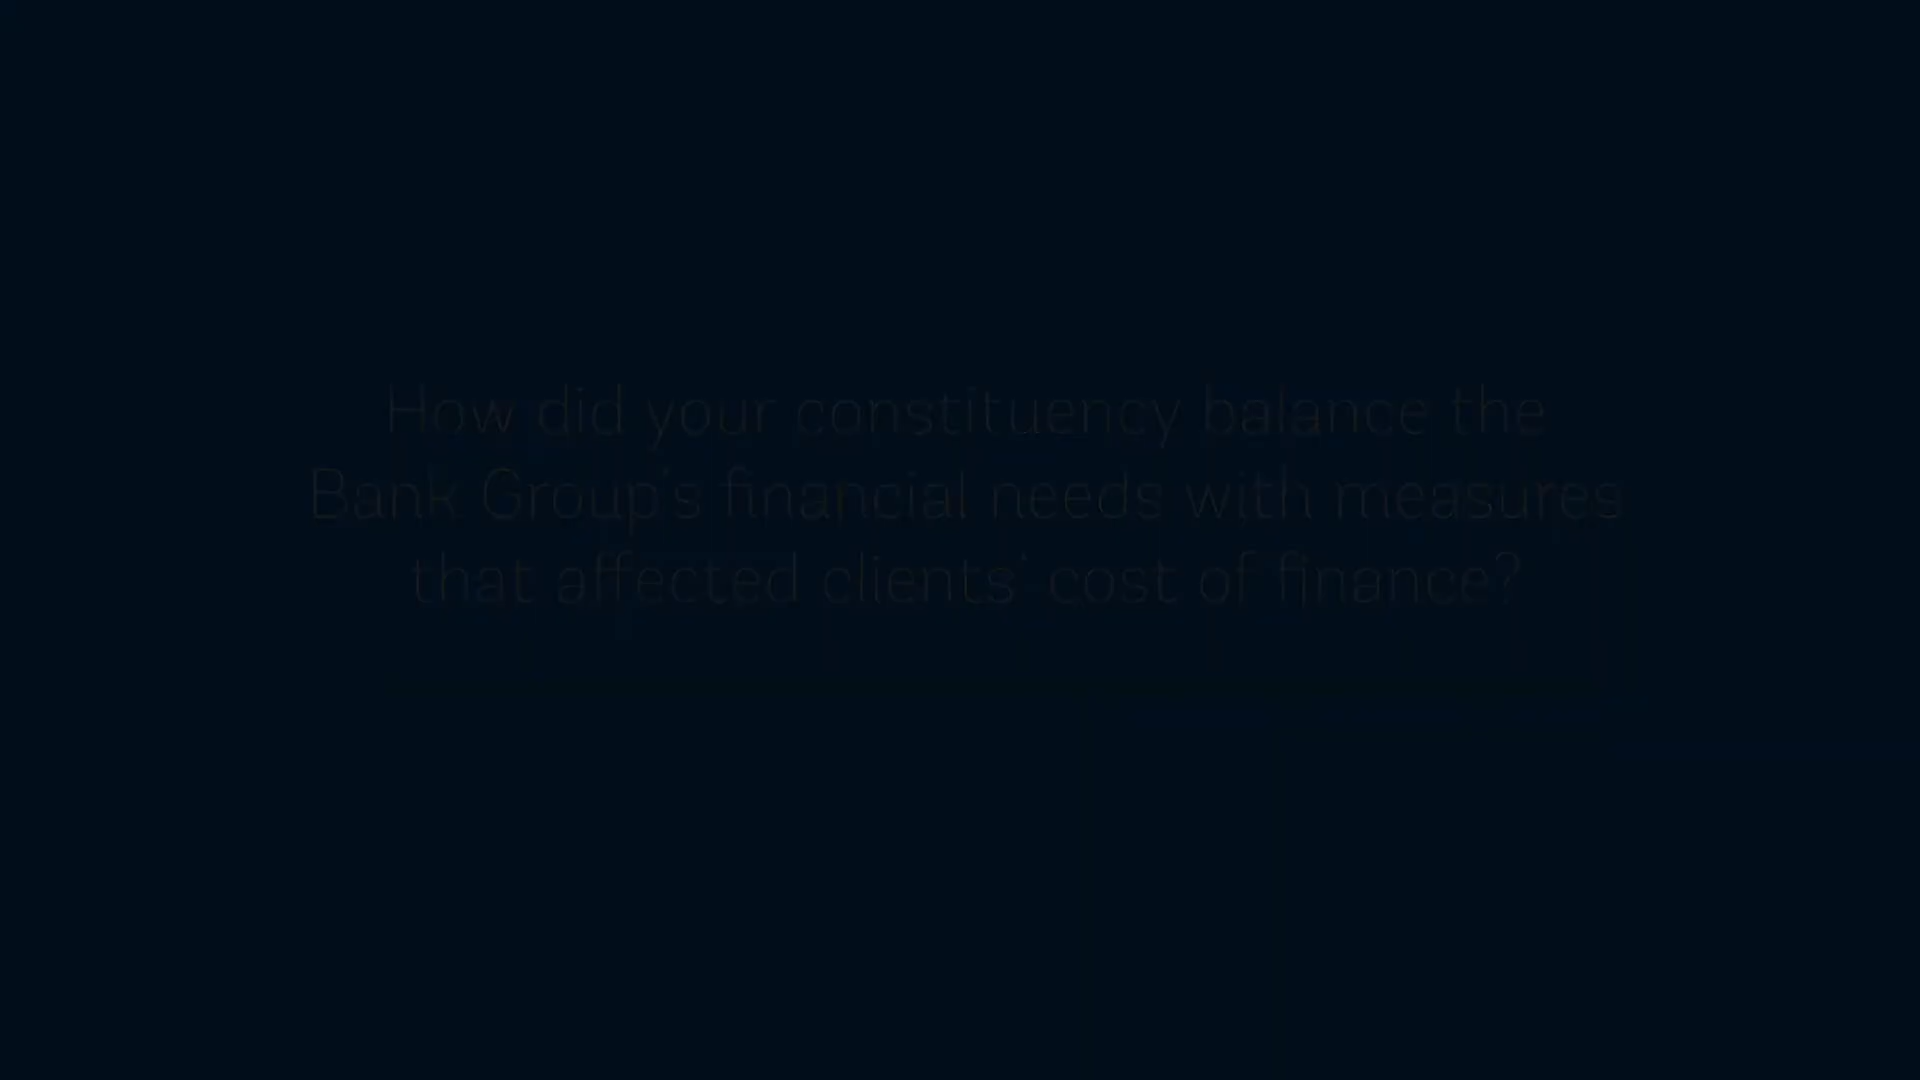 How did your constituency balance the
Bank Group's financial needs with measures
that affected clients' cost of finance?